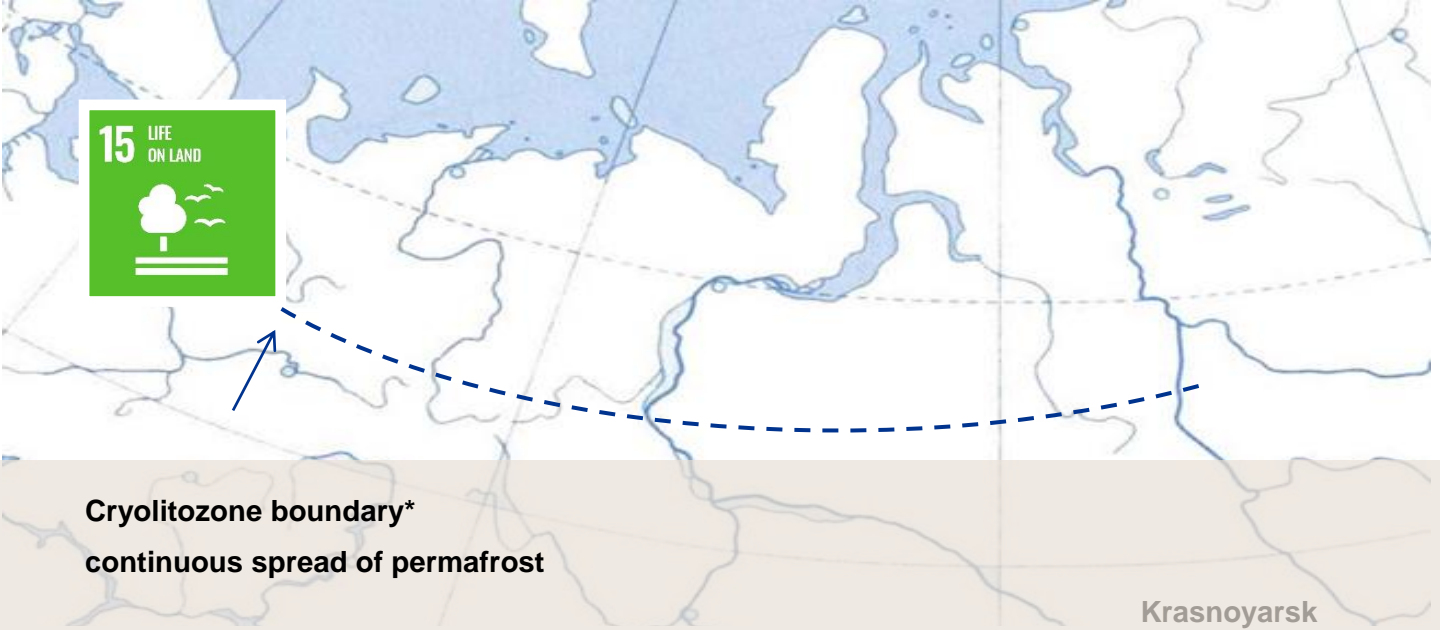 15 LIFE
ON LAND
Cryolitozone boundary*
continuous spread of permafrost
Krasnoyarsk